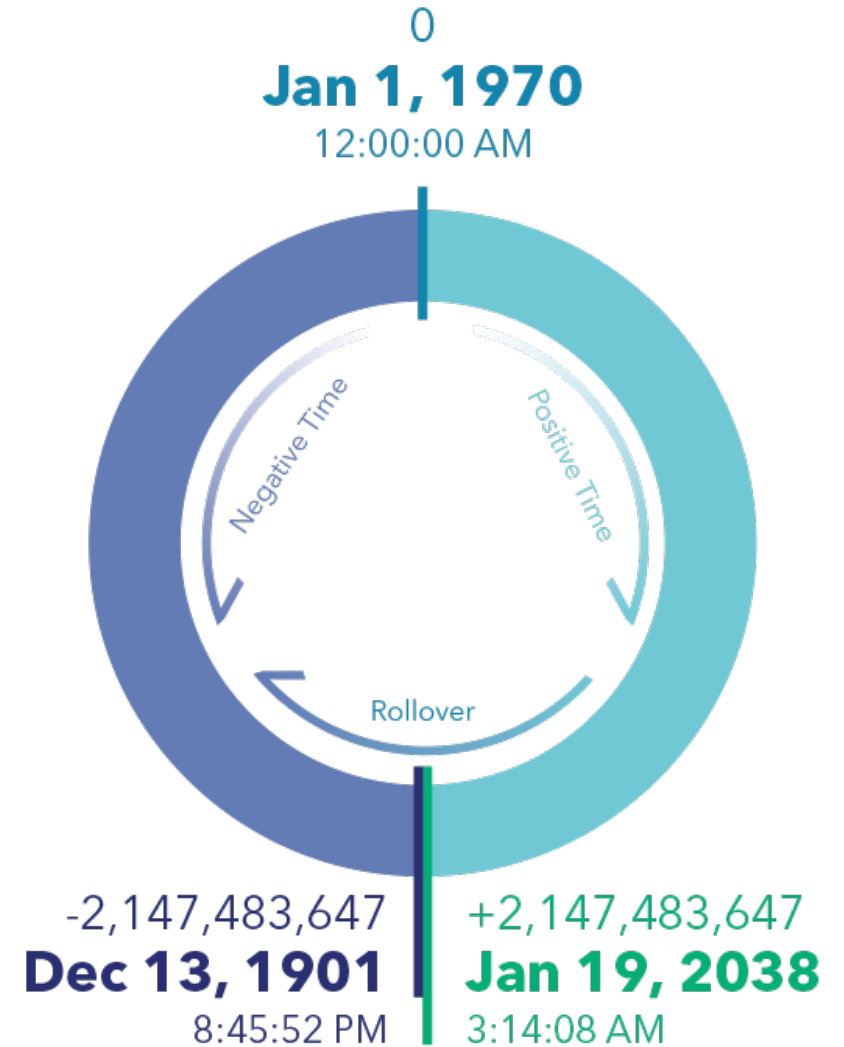 0
Jan 1, 1970
12:00:00 AM
Negative Time
Positive Time
Rollover
-2,147,483,647
Dec 13, 1901
8:45:52 PM
+2,147,483,647
Jan 19, 2038
3:14:08 AM